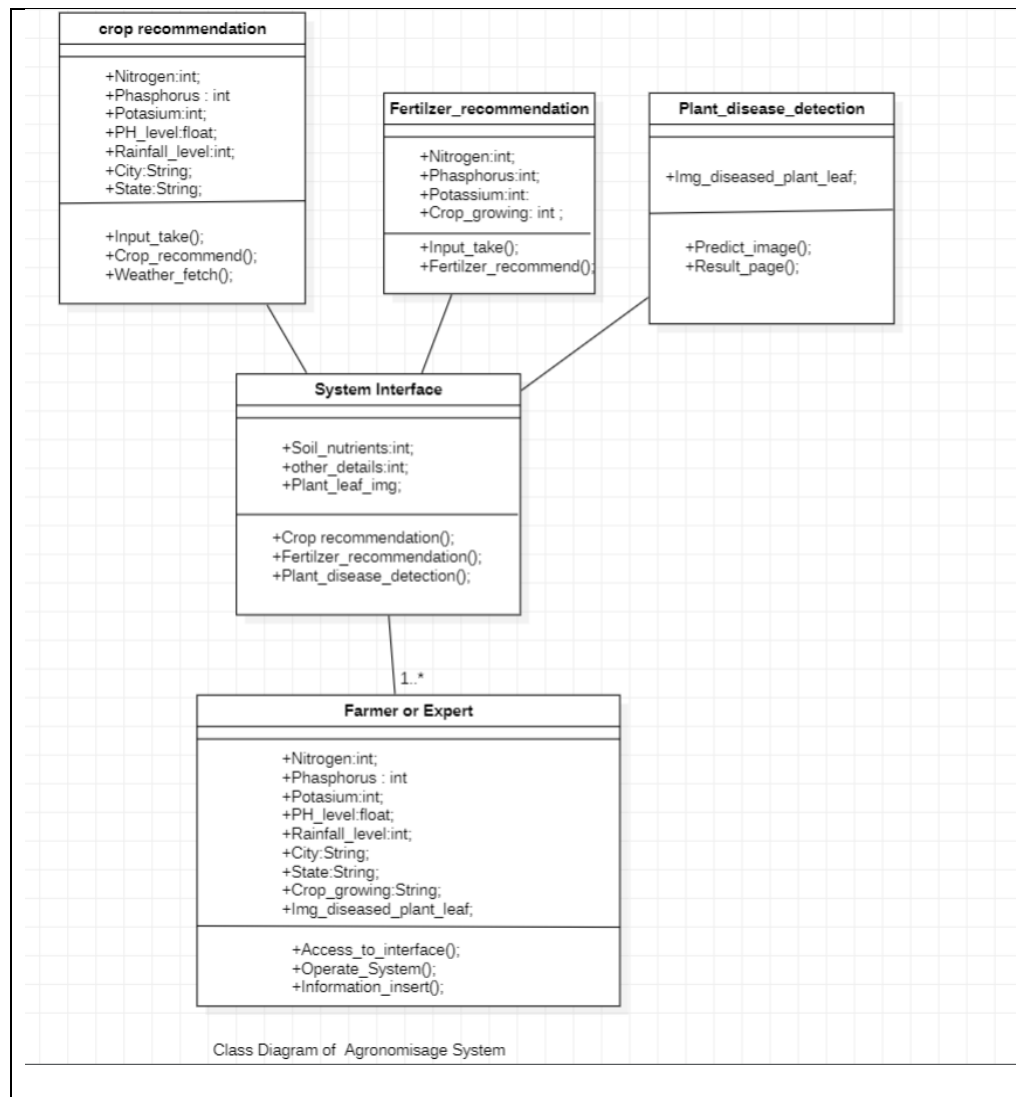 crop recommendation
+Nitrogen:int;
+Phasphorus : int
+Potasium:int;
+PH_level:float;
+Rainfall_level:int;
+City:String;
+State:String;
+Input_take();
+Crop_recommend();
+Weather_fetch();
Fertilzer_recommendation
+Nitrogen:int;
+Phasphorus:int;
+Potassium:int:
+Crop_growing: int ;
+Input_take();
+Fertilzer_recommend();
Plant_disease_detection
+Img_diseased_plant_leaf;
+Predict_image();
+Result_page();
System Interface
+Soil_nutrients:int;
+other_details:int;
+Plant_leaf_img;
+Crop recommendation();
+Fertilzer_recommendation();
+Plant_disease_detection();
1..*
Farmer or Expert
+Nitrogen:int;
+Phasphorus : int
+Potasium:int;
+PH_level:float;
+Rainfall_level:int;
+City:String;
+State:String;
+Crop_growing:String;
+Img_diseased_plant_leaf;
+Access_to_interface();
+Operate_System();
+Information_insert();
Class Diagram of  Agronomisage System